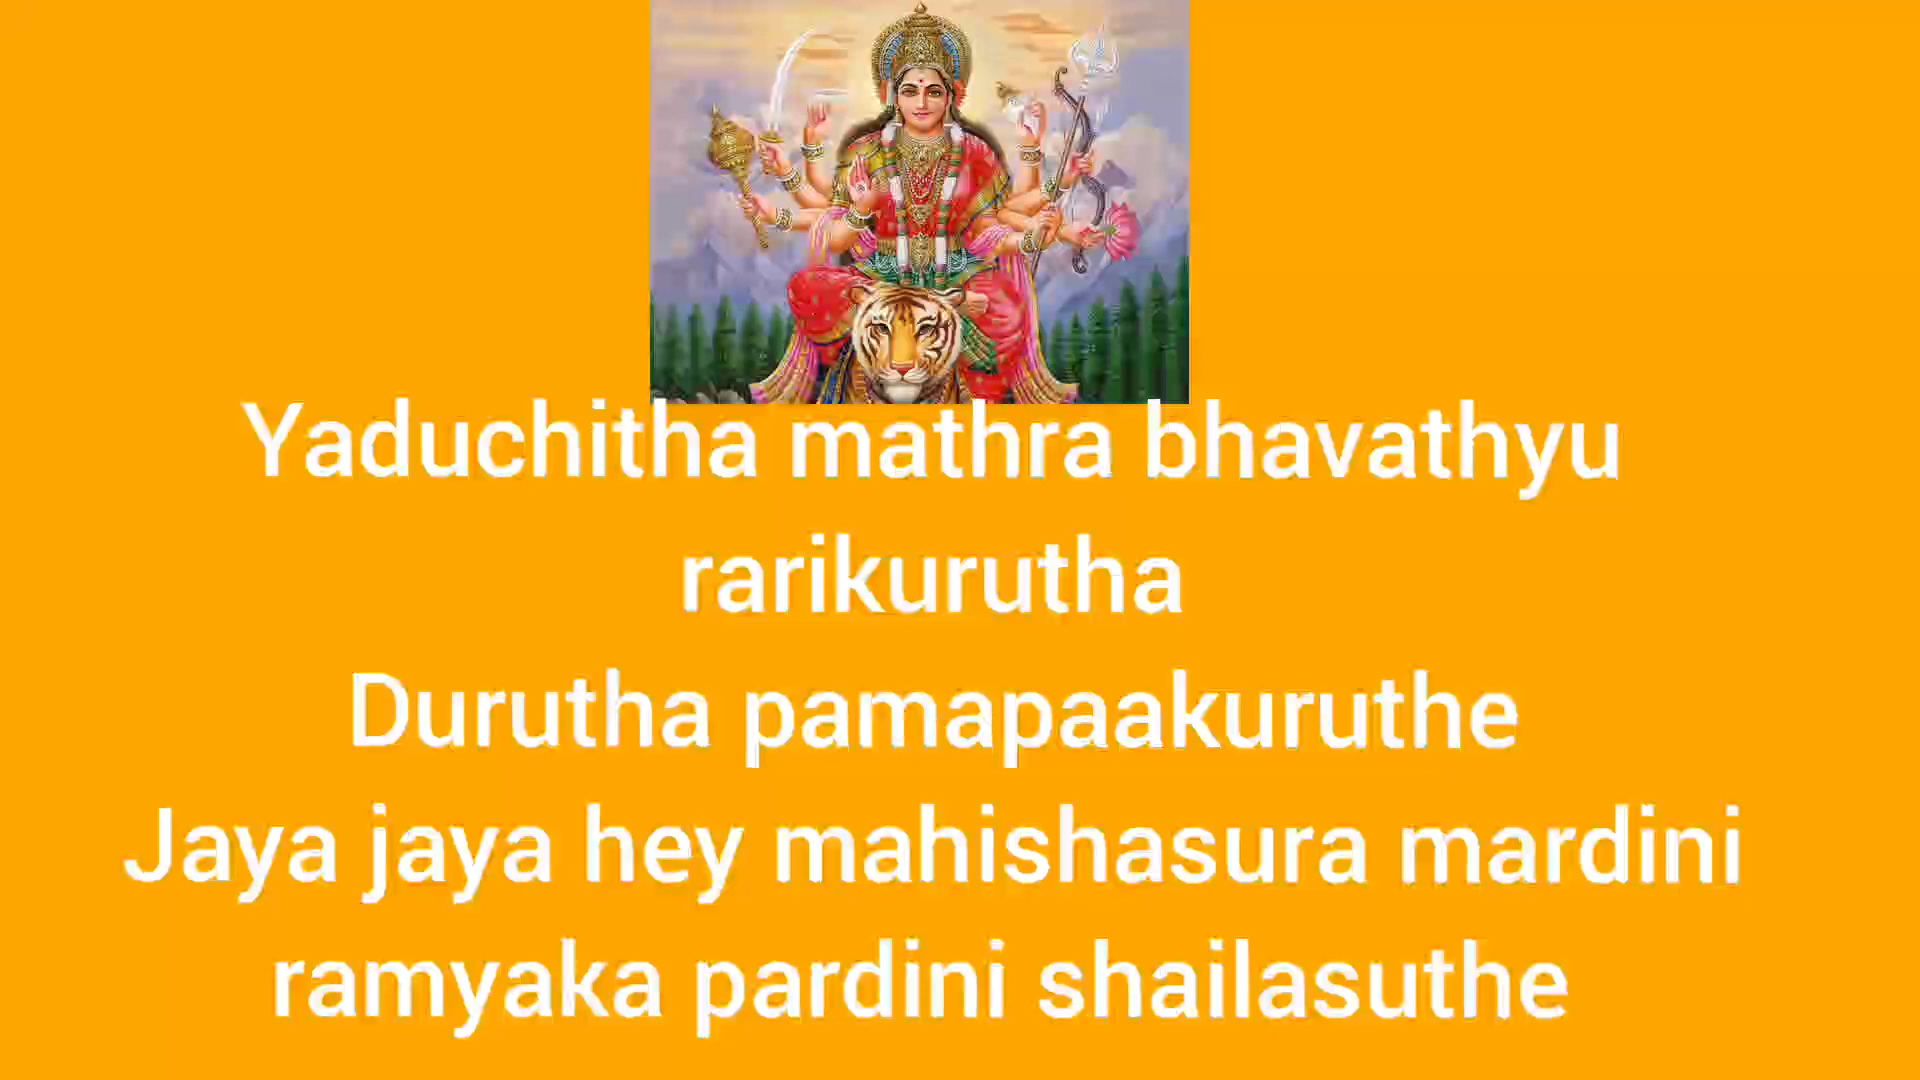 Yaduchitha mathra bhavathyu
rarikurutha
Durutha pamapaakuruthe
Jaya jaya hey mahishasura mardini
ramyaka pardini shailasuthe